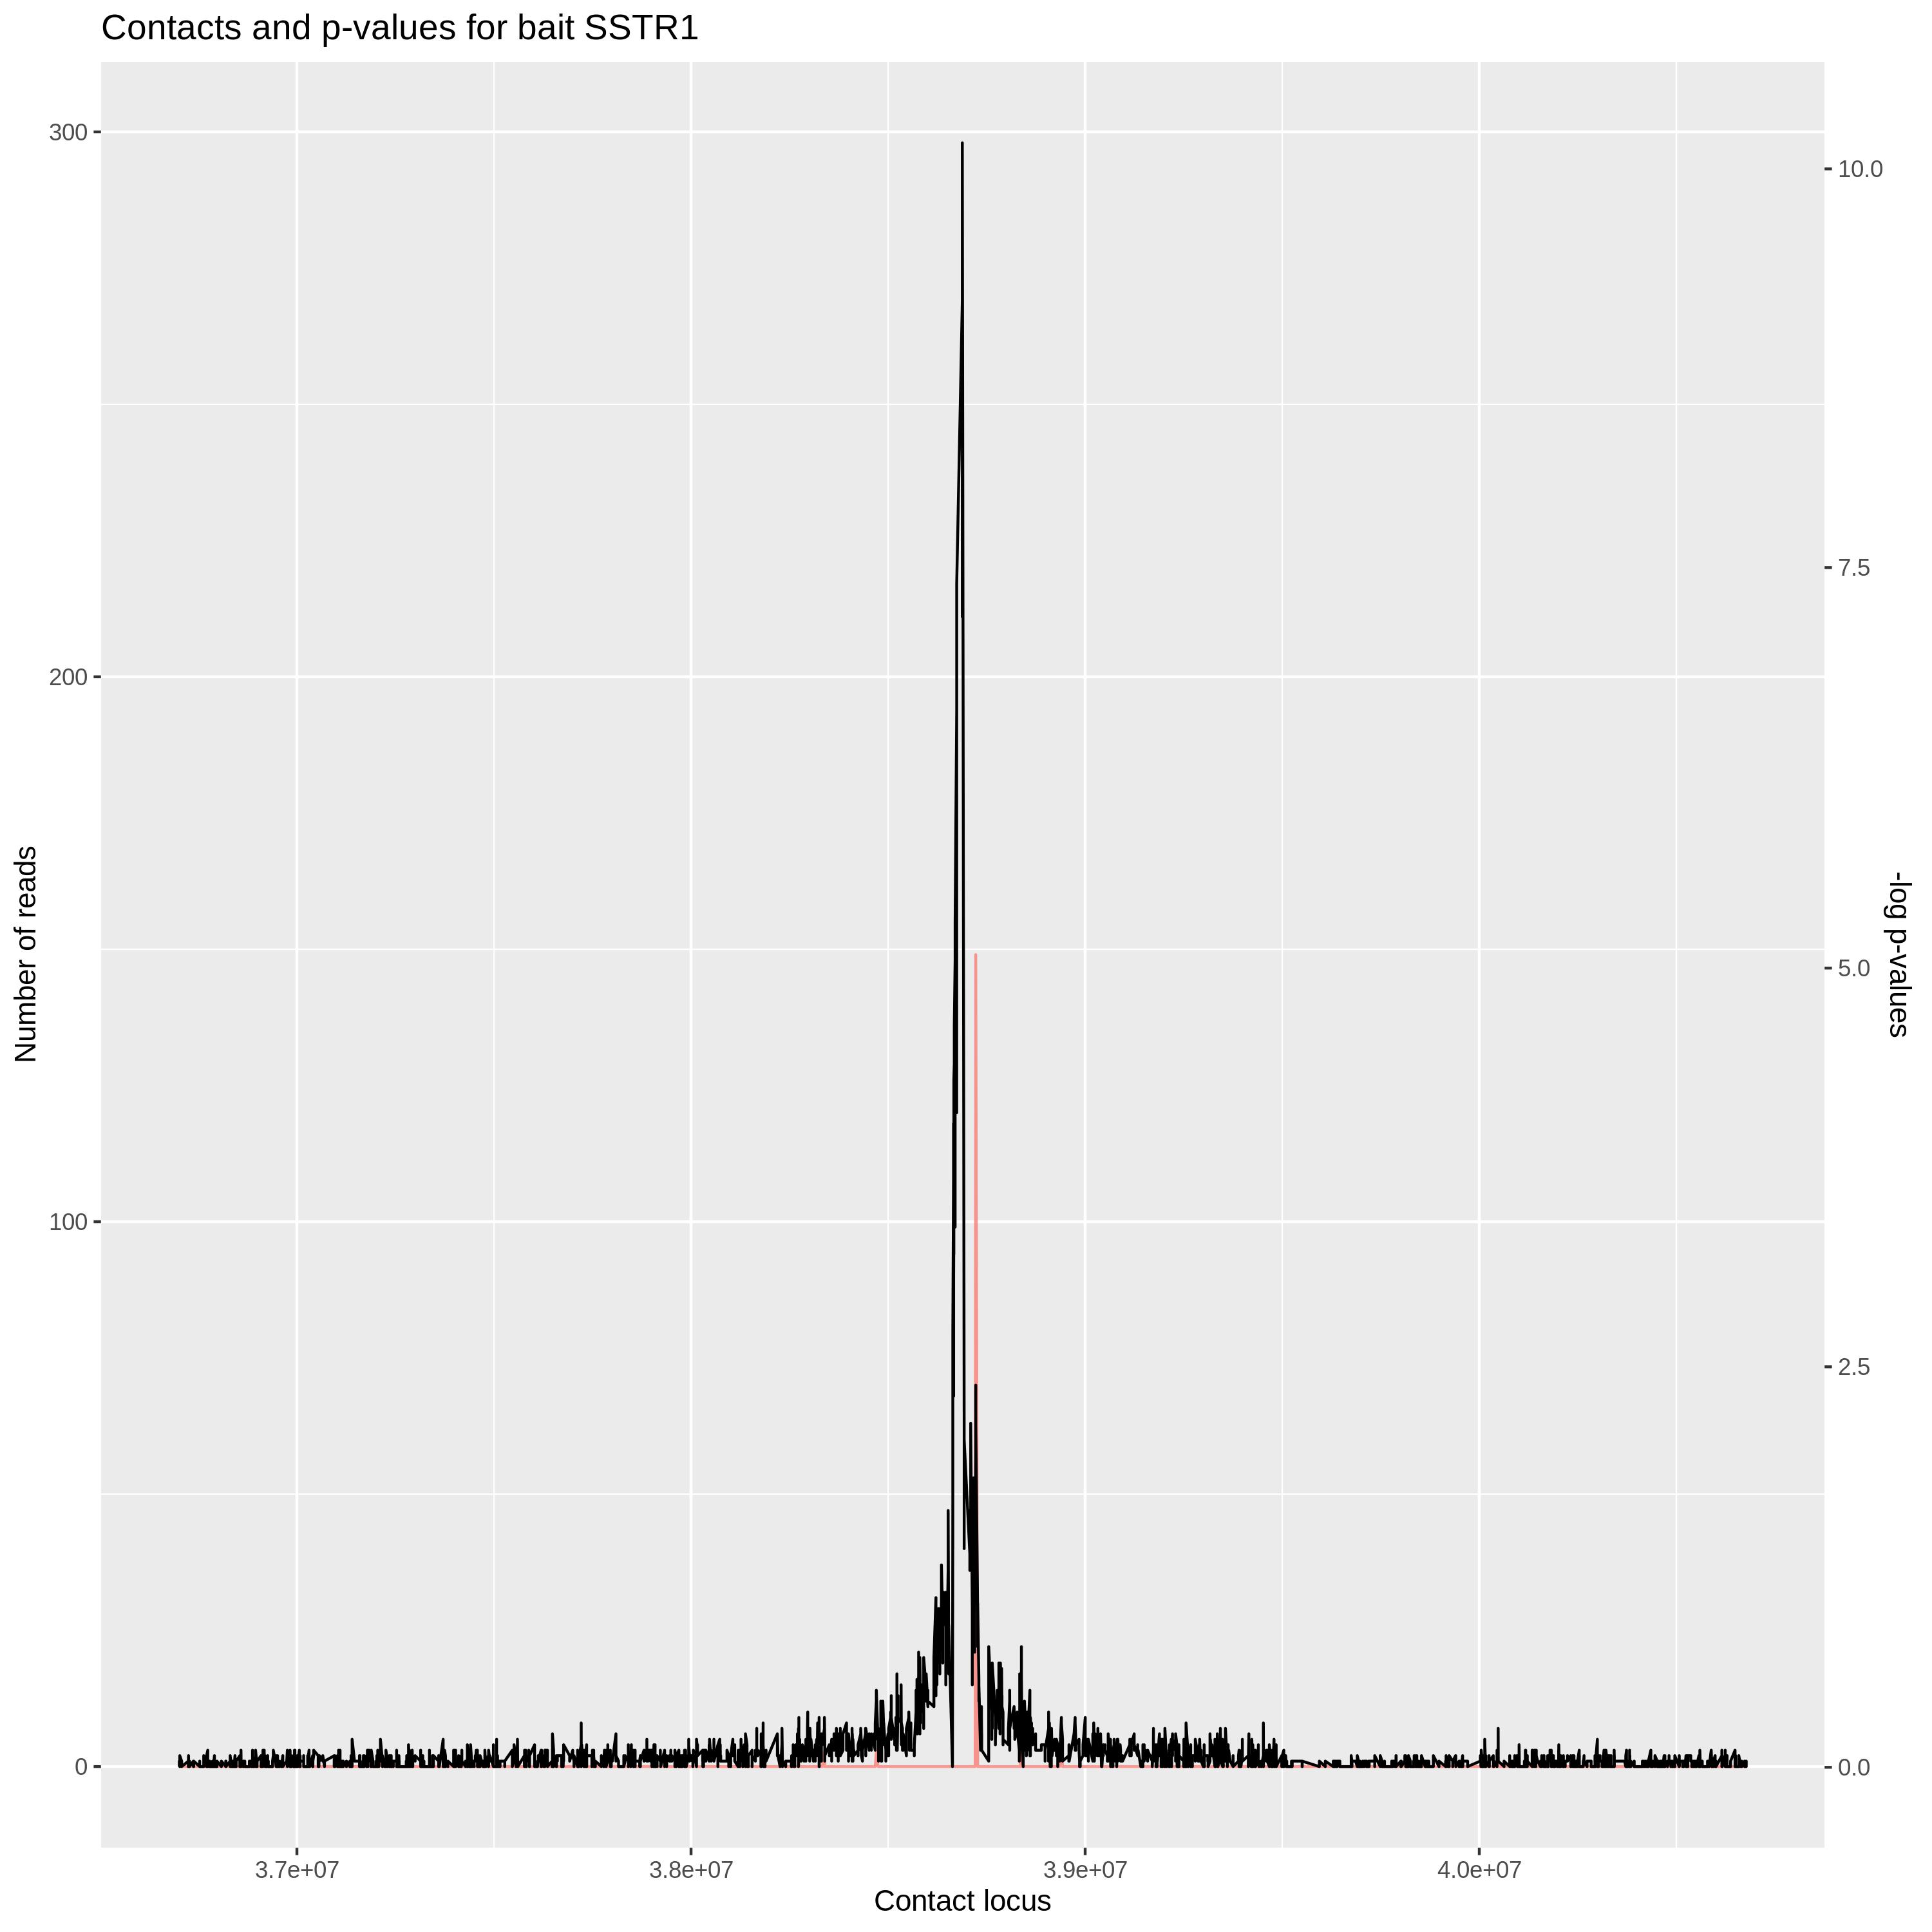 Contacts and p-values for bait SSTR1
300
200
100
0
Number of reads
10.0
7.5
5.0
2.5
0.0
-log p-values
3.7e+07
3.8e+07
3.9e+07
4.0e+07
Contact locus